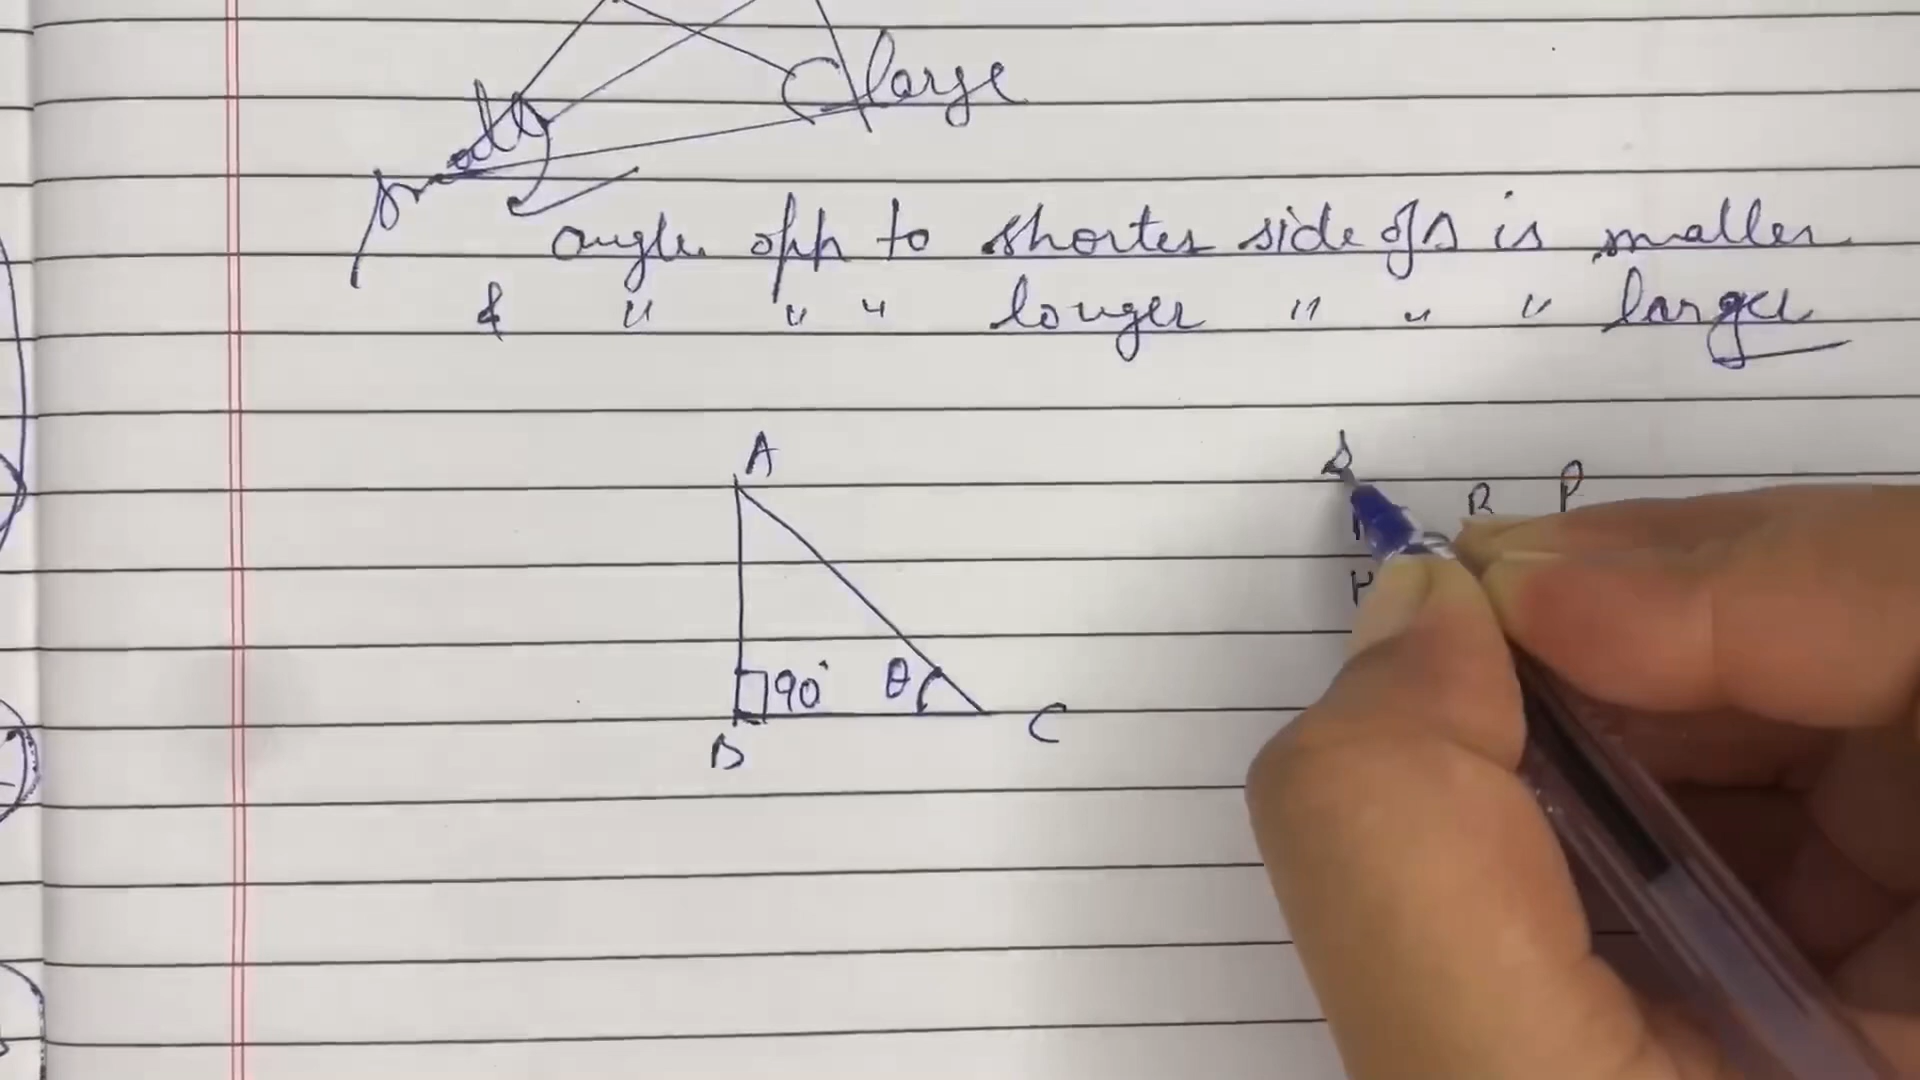 large
small
angle opp to shorter side of Δ is smaller
& " " " longer " " " larger
A
S
B P
H
90° θ
B C